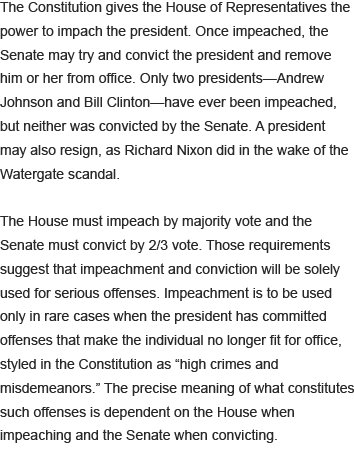 The Constitution gives the House of Representatives the
power to impach the president. Once impeached, the
Senate may try and convict the president and remove
him or her from office. Only two presidents—Andrew
Johnson and Bill Clinton—have ever been impeached,
but neither was convicted by the Senate. A president
may also resign, as Richard Nixon did in the wake of the
Watergate scandal.
The House must impeach by majority vote and the
Senate must convict by 2/3 vote. Those requirements
suggest that impeachment and conviction will be solely
used for serious offenses. Impeachment is to be used
only in rare cases when the president has committed
offenses that make the individual no longer fit for office,
styled in the Constitution as “high crimes and
misdemeanors.” The precise meaning of what constitutes
such offenses is dependent on the House when
impeaching and the Senate when convicting.